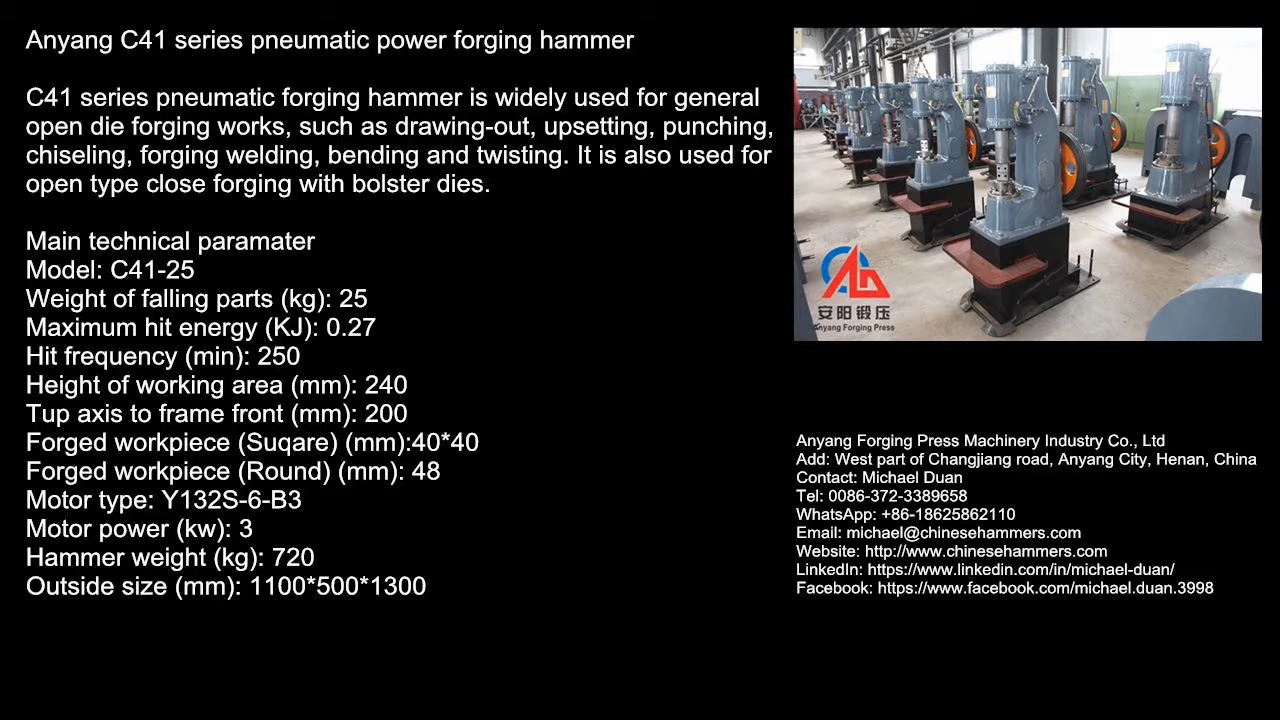 Anyang C41 series pneumatic power forging hammer
C41 series pneumatic forging hammer is widely used for general
open die forging works, such as drawing-out, upsetting, punching,
chiseling, forging welding, bending and twisting. It is also used for
open type close forging with bolster dies.
Main technical paramater
Model: C41-25
Weight of falling parts (kg): 25
Maximum hit energy (KJ): 0.27
Hit frequency (min): 250
Height of working area (mm): 240
Tup axis to frame front (mm): 200
Forged workpiece (Suqare) (mm):40*40
Forged workpiece (Round) (mm): 48
Motor type: Y132S-6-B3
Motor power (kw): 3
Hammer weight (kg): 720
Outside size (mm): 1100*500*1300
安阳锻压
Anyang Forging Press
Anyang Forging Press Machinery Industry Co., Ltd
Add: West part of Changjiang road, Anyang City, Henan, China
Contact: Michael Duan
Tel: 0086-372-3389658
WhatsApp: +86-18625862110
Email: michael@chinesehammers.com
Website: http://www.chinesehammers.com
LinkedIn: https://www.linkedin.com/in/michael-duan/
Facebook: https://www.facebook.com/michael.duan.3998